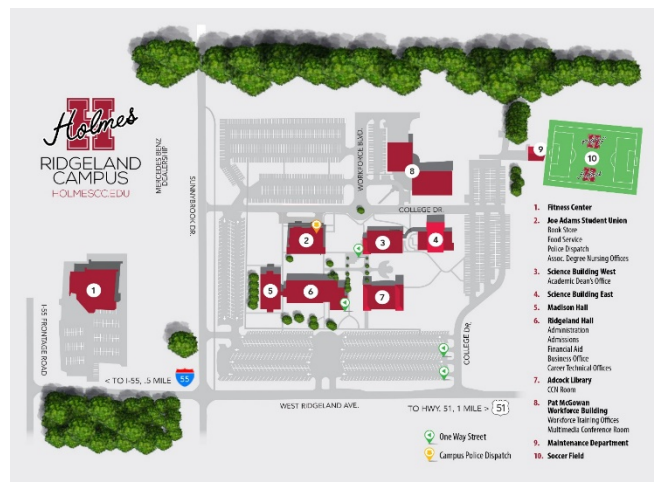 Holmes
RIDGELAND
CAMPUS
HOLMESCC.EDU
MERCEDES BENZ
DEALERSHIP
SUNNYBROOK DR.
WORKFORCE BLVD.
COLLEGE DR.
9
10
8
2
3
4
1
5
6
7
I-55 FRONTAGE ROAD
COLLEGE DR.
< TO I-55, .5 MILE
55
WEST RIDGELAND AVE.
TO HWY. 51, 1 MILE >
51
One Way Street
Campus Police Dispatch
1. Fitness Center
2. Joe Adams Student Union
Book Store
Food Service
Police Dispatch
Assoc. Degree Nursing Offices
3. Science Building West
Academic Dean's Office
4. Science Building East
5. Madison Hall
6. Ridgeland Hall
Administration
Admissions
Financial Aid
Business Office
Career Technical Offices
7. Adcock Library
CCN Room
8. Pat McGowan
Workforce Building
Workforce Training Offices
Multimedia Conference Room
9. Maintenance Department
10. Soccer Field